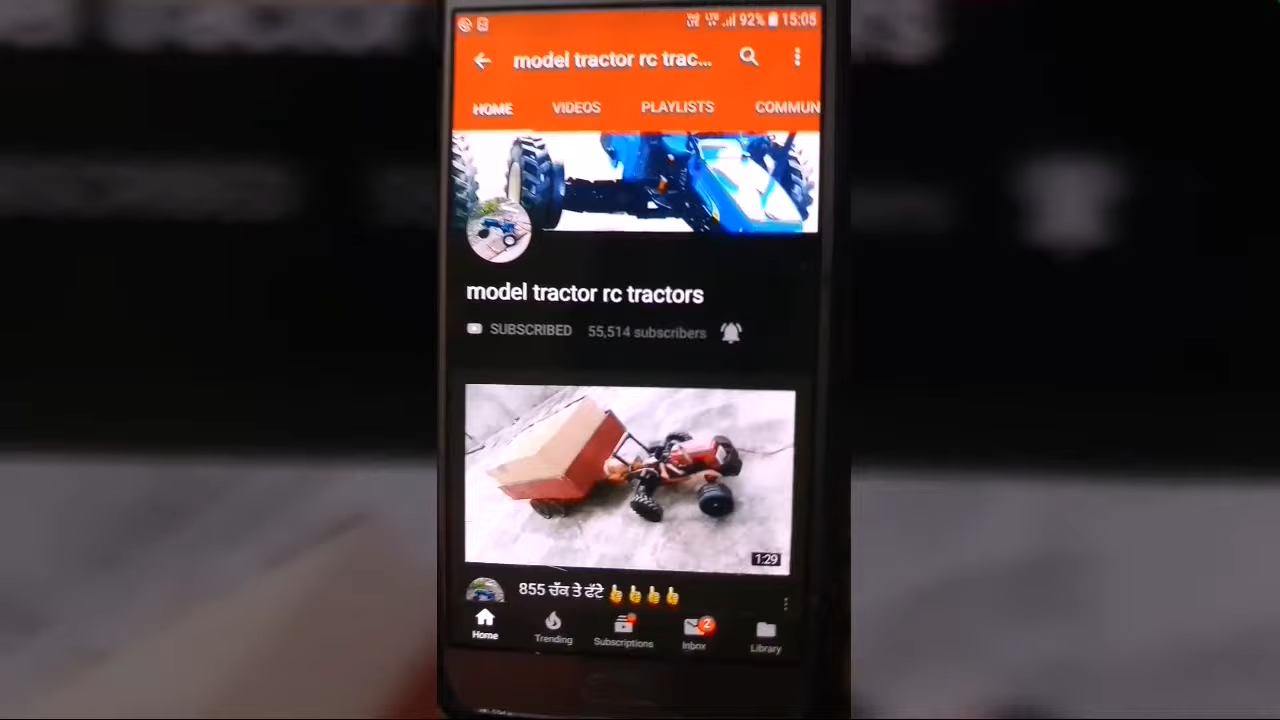 92% 15:05
model tractor rc trac...
HOME VIDEOS PLAYLISTS COMMUN
model tractor rc tractors
SUBSCRIBED 55,514 subscribers
1:29
855 ਚੱਕ ਤੇ ਫੱਟੇ 👍👍👍👍
Home Trending Subscriptions Inbox 2 Library